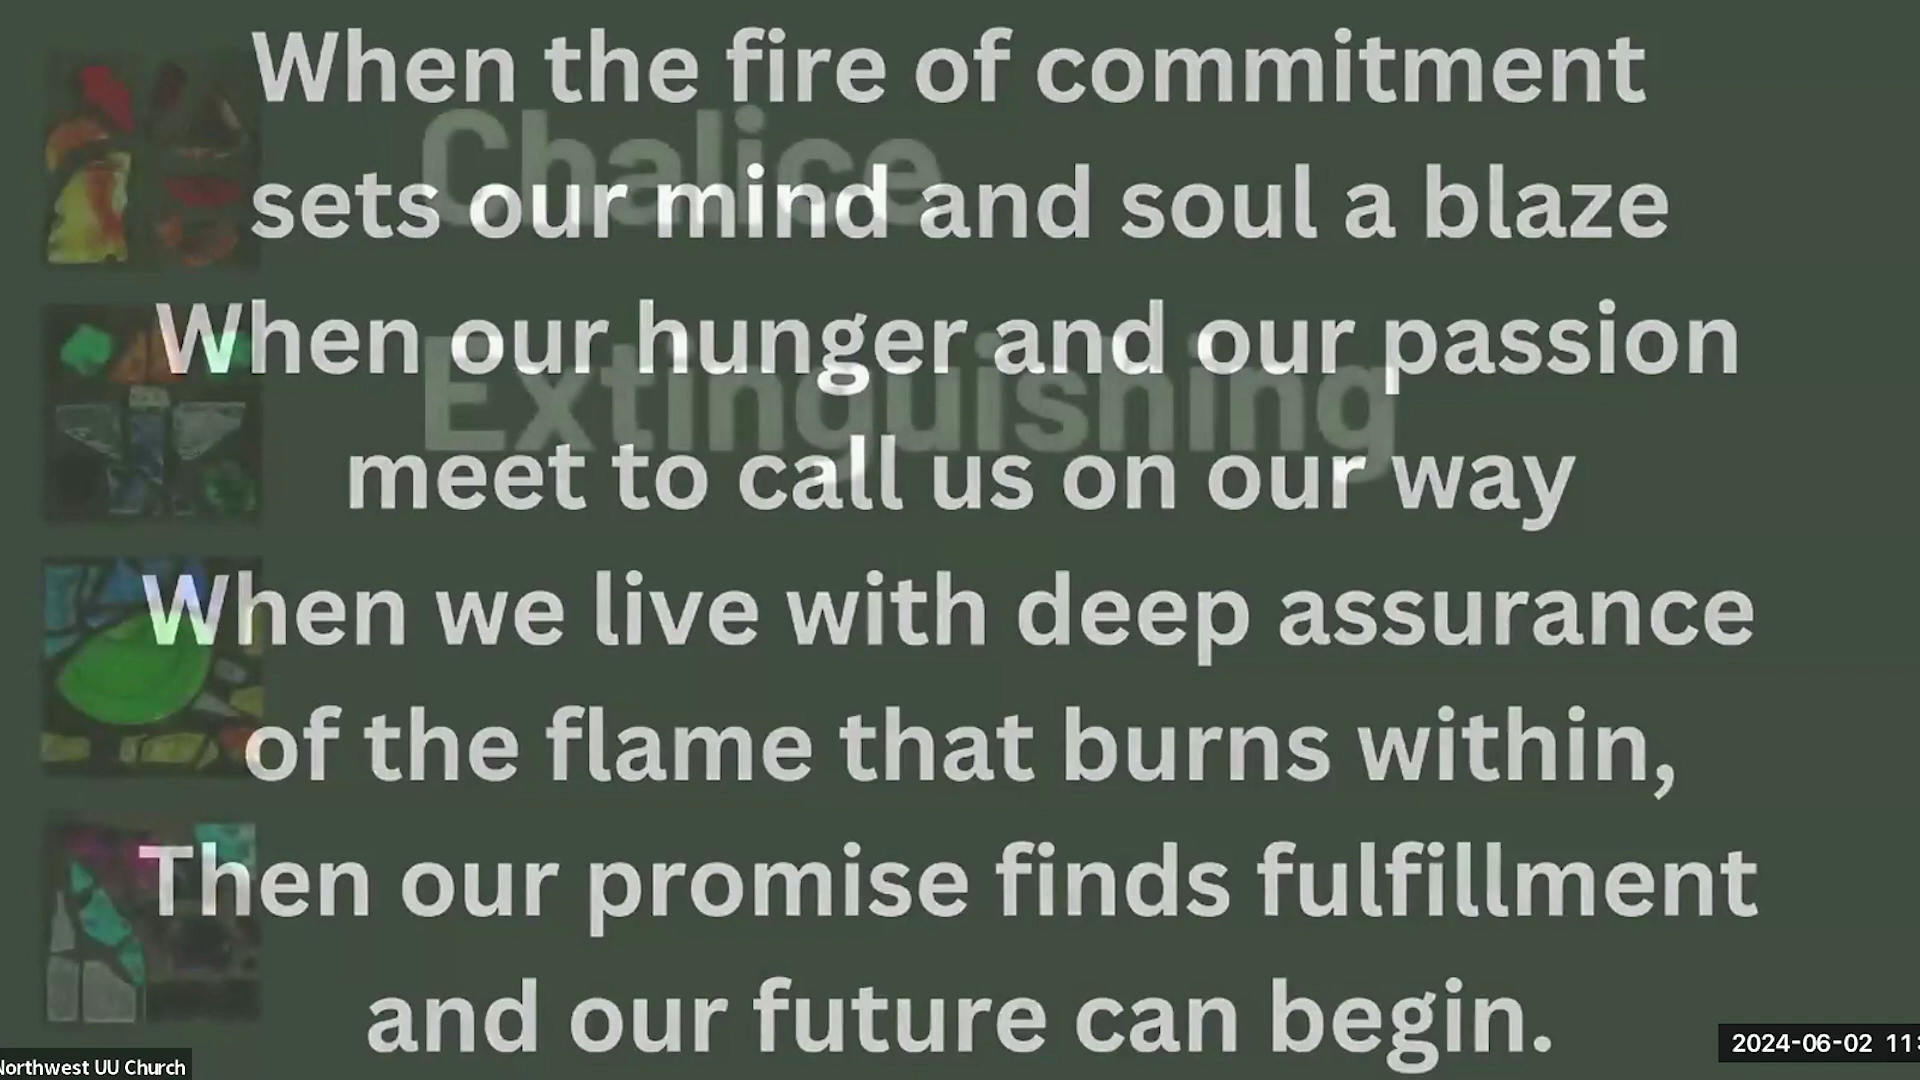 When the fire of commitment
Chalice
sets our mind and soul a blaze
When our hunger and our passion
Extinguishing
meet to call us on our way
When we live with deep assurance
of the flame that burns within,
Then our promise finds fulfillment
and our future can begin.
Northwest UU Church
2024-06-02 11